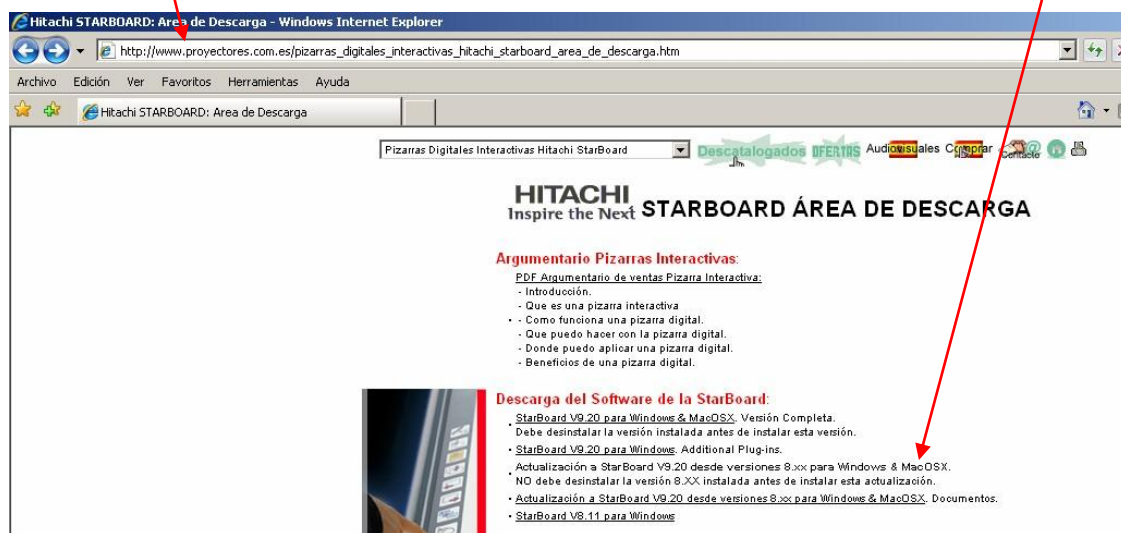 Hitachi STARBOARD: Area de Descarga - Windows Internet Explorer
http://www.proyectores.com.es/pizarras_digitales_interactivas_hitachi_starboard_area_de_descarga.htm
Archivo Edición Ver Favoritos Herramientas Ayuda
Hitachi STARBOARD: Area de Descarga
Pizarras Digitales Interactivas Hitachi StarBoard Descatalogados OFERTAS Audiovisuales Comprar Contacte
HITACHI
Inspire the Next STARBOARD ÁREA DE DESCARGA
Argumentario Pizarras Interactivas:
PDF Argumentario de ventas Pizarra Interactiva:
- Introducción.
- Que es una pizarra interactiva
• - Como funciona una pizarra digital.
- Que puedo hacer con la pizarra digital.
- Donde puedo aplicar una pizarra digital.
- Beneficios de una pizarra digital.
Descarga del Software de la StarBoard:
• StarBoard V9.20 para Windows & MacOSX. Versión Completa.
Debe desinstalar la versión instalada antes de instalar esta versión.
• StarBoard V9.20 para Windows. Additional Plug-ins.
• Actualización a StarBoard V9.20 desde versiones 8.xx para Windows & MacOSX.
NO debe desinstalar la versión 8.XX instalada antes de instalar esta actualización.
• Actualización a StarBoard V9.20 desde versiones 8.xx para Windows & MacOSX. Documentos.
• StarBoard V8.11 para Windows